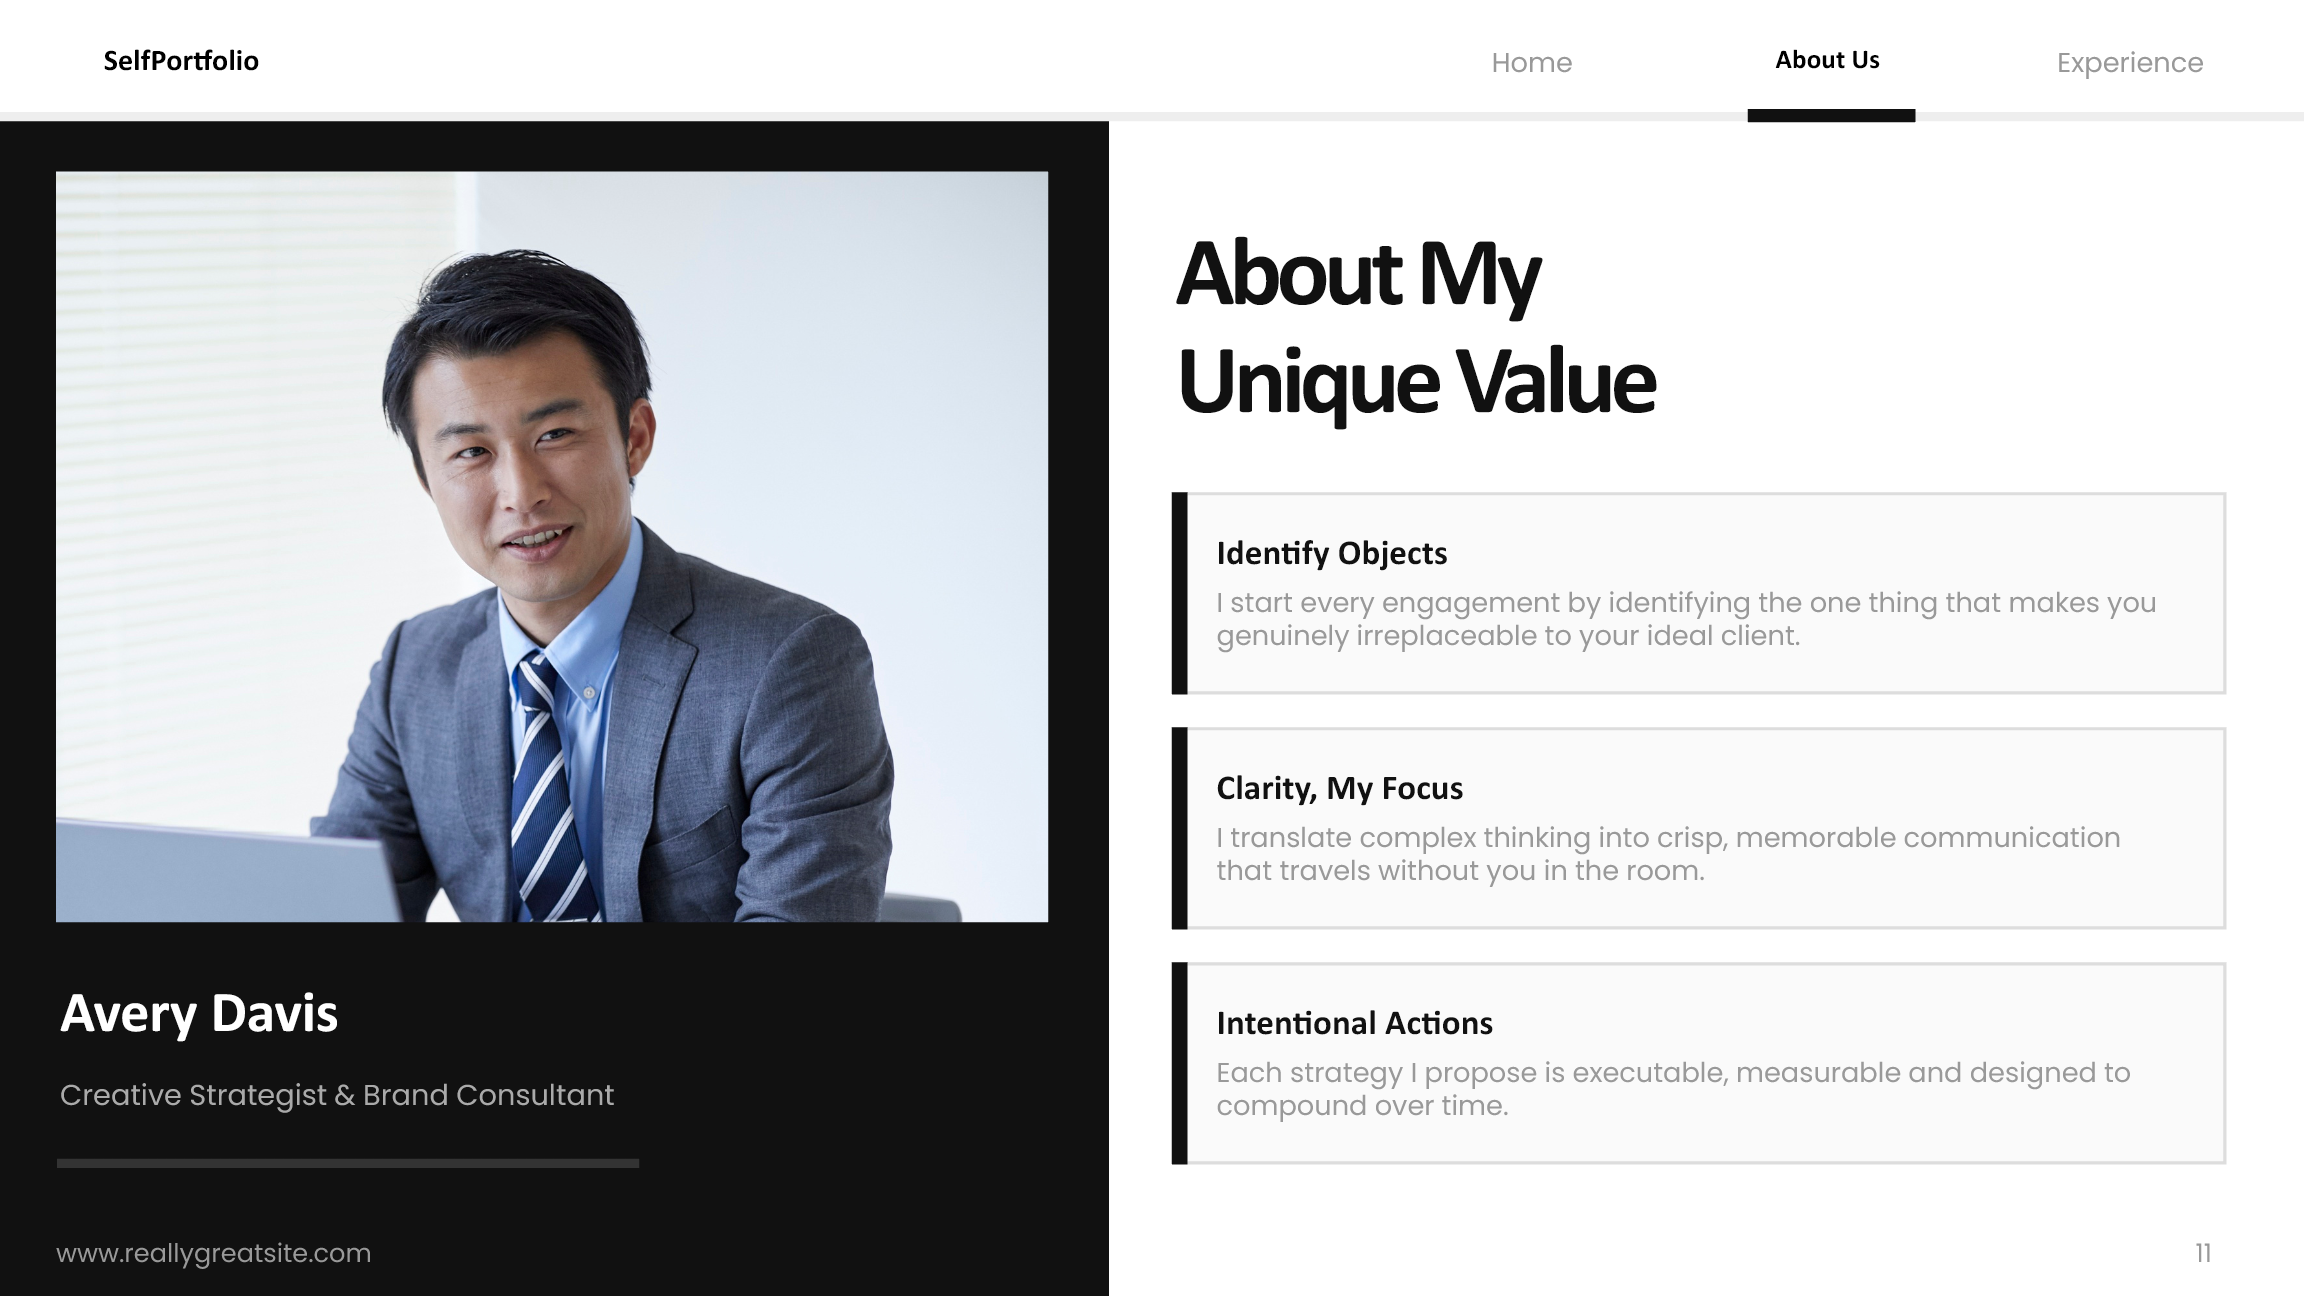 SelfPortfolio
Home
About Us
Experience
About My
Unique Value
Identify Objects
I start every engagement by identifying the one thing that makes you
genuinely irreplaceable to your ideal client.
Clarity, My Focus
I translate complex thinking into crisp, memorable communication
that travels without you in the room.
Intentional Actions
Each strategy I propose is executable, measurable and designed to
compound over time.
Avery Davis
Creative Strategist & Brand Consultant
www.reallygreatsite.com
11